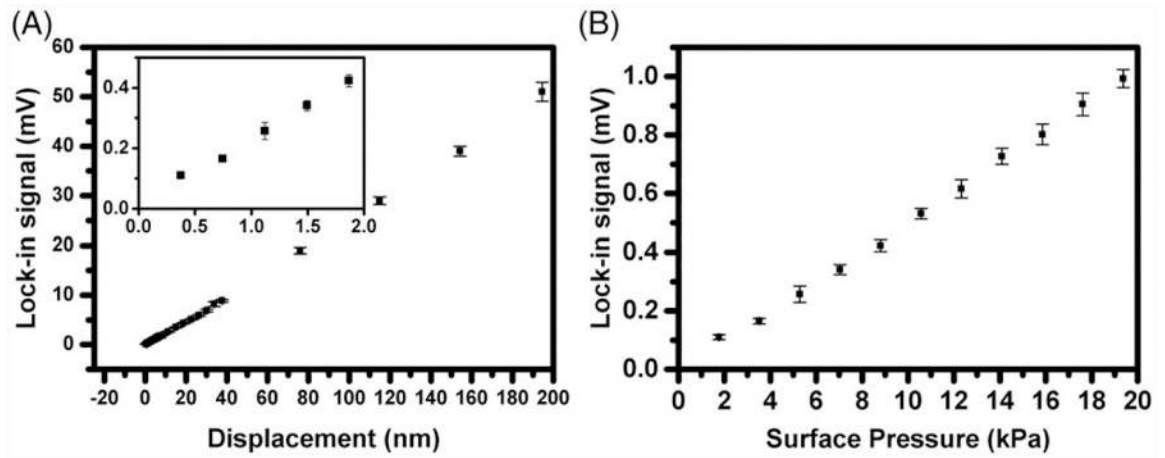 (A)
(B)
Lock-in signal (mV)
60
50
40
30
20
10
0
0.4
0.2
0.0
0.0 0.5 1.0 1.5 2.0
-20 0 20 40 60 80 100 120 140 160 180 200
Displacement (nm)
Lock-in signal (mV)
1.0
0.8
0.6
0.4
0.2
0.0
0 2 4 6 8 10 12 14 16 18 20
Surface Pressure (kPa)